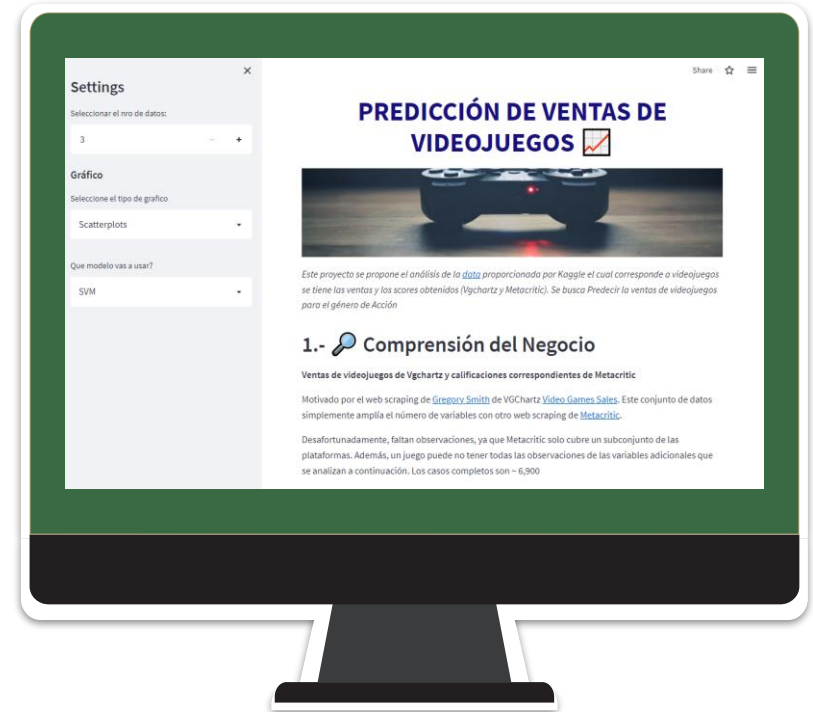 Settings
Seleccionar el nro de datos:
3
Gráfico
Seleccione el tipo de grafico
Scatterplots
Que modelo vas a usar?
SVM
Share
PREDICCIÓN DE VENTAS DE
VIDEOJUEGOS
Este proyecto se propone el análisis de la data proporcionada por Kaggle el cual corresponde a videojuegos
se tiene las ventas y los scores obtenidos (Vgchartz y Metacritic). Se busca Predecir la ventas de videojuegos
para el género de Acción
1.- Comprensión del Negocio
Ventas de videojuegos de Vgchartz y calificaciones correspondientes de Metacritic
Motivado por el web scraping de Gregory Smith de VGChartz Video Games Sales. Este conjunto de datos
simplemente amplía el número de variables con otro web scraping de Metacritic.
Desafortunadamente, faltan observaciones, ya que Metacritic solo cubre un subconjunto de las
plataformas. Además, un juego puede no tener todas las observaciones de las variables adicionales que
se analizan a continuación. Los casos completos son ~ 6,900